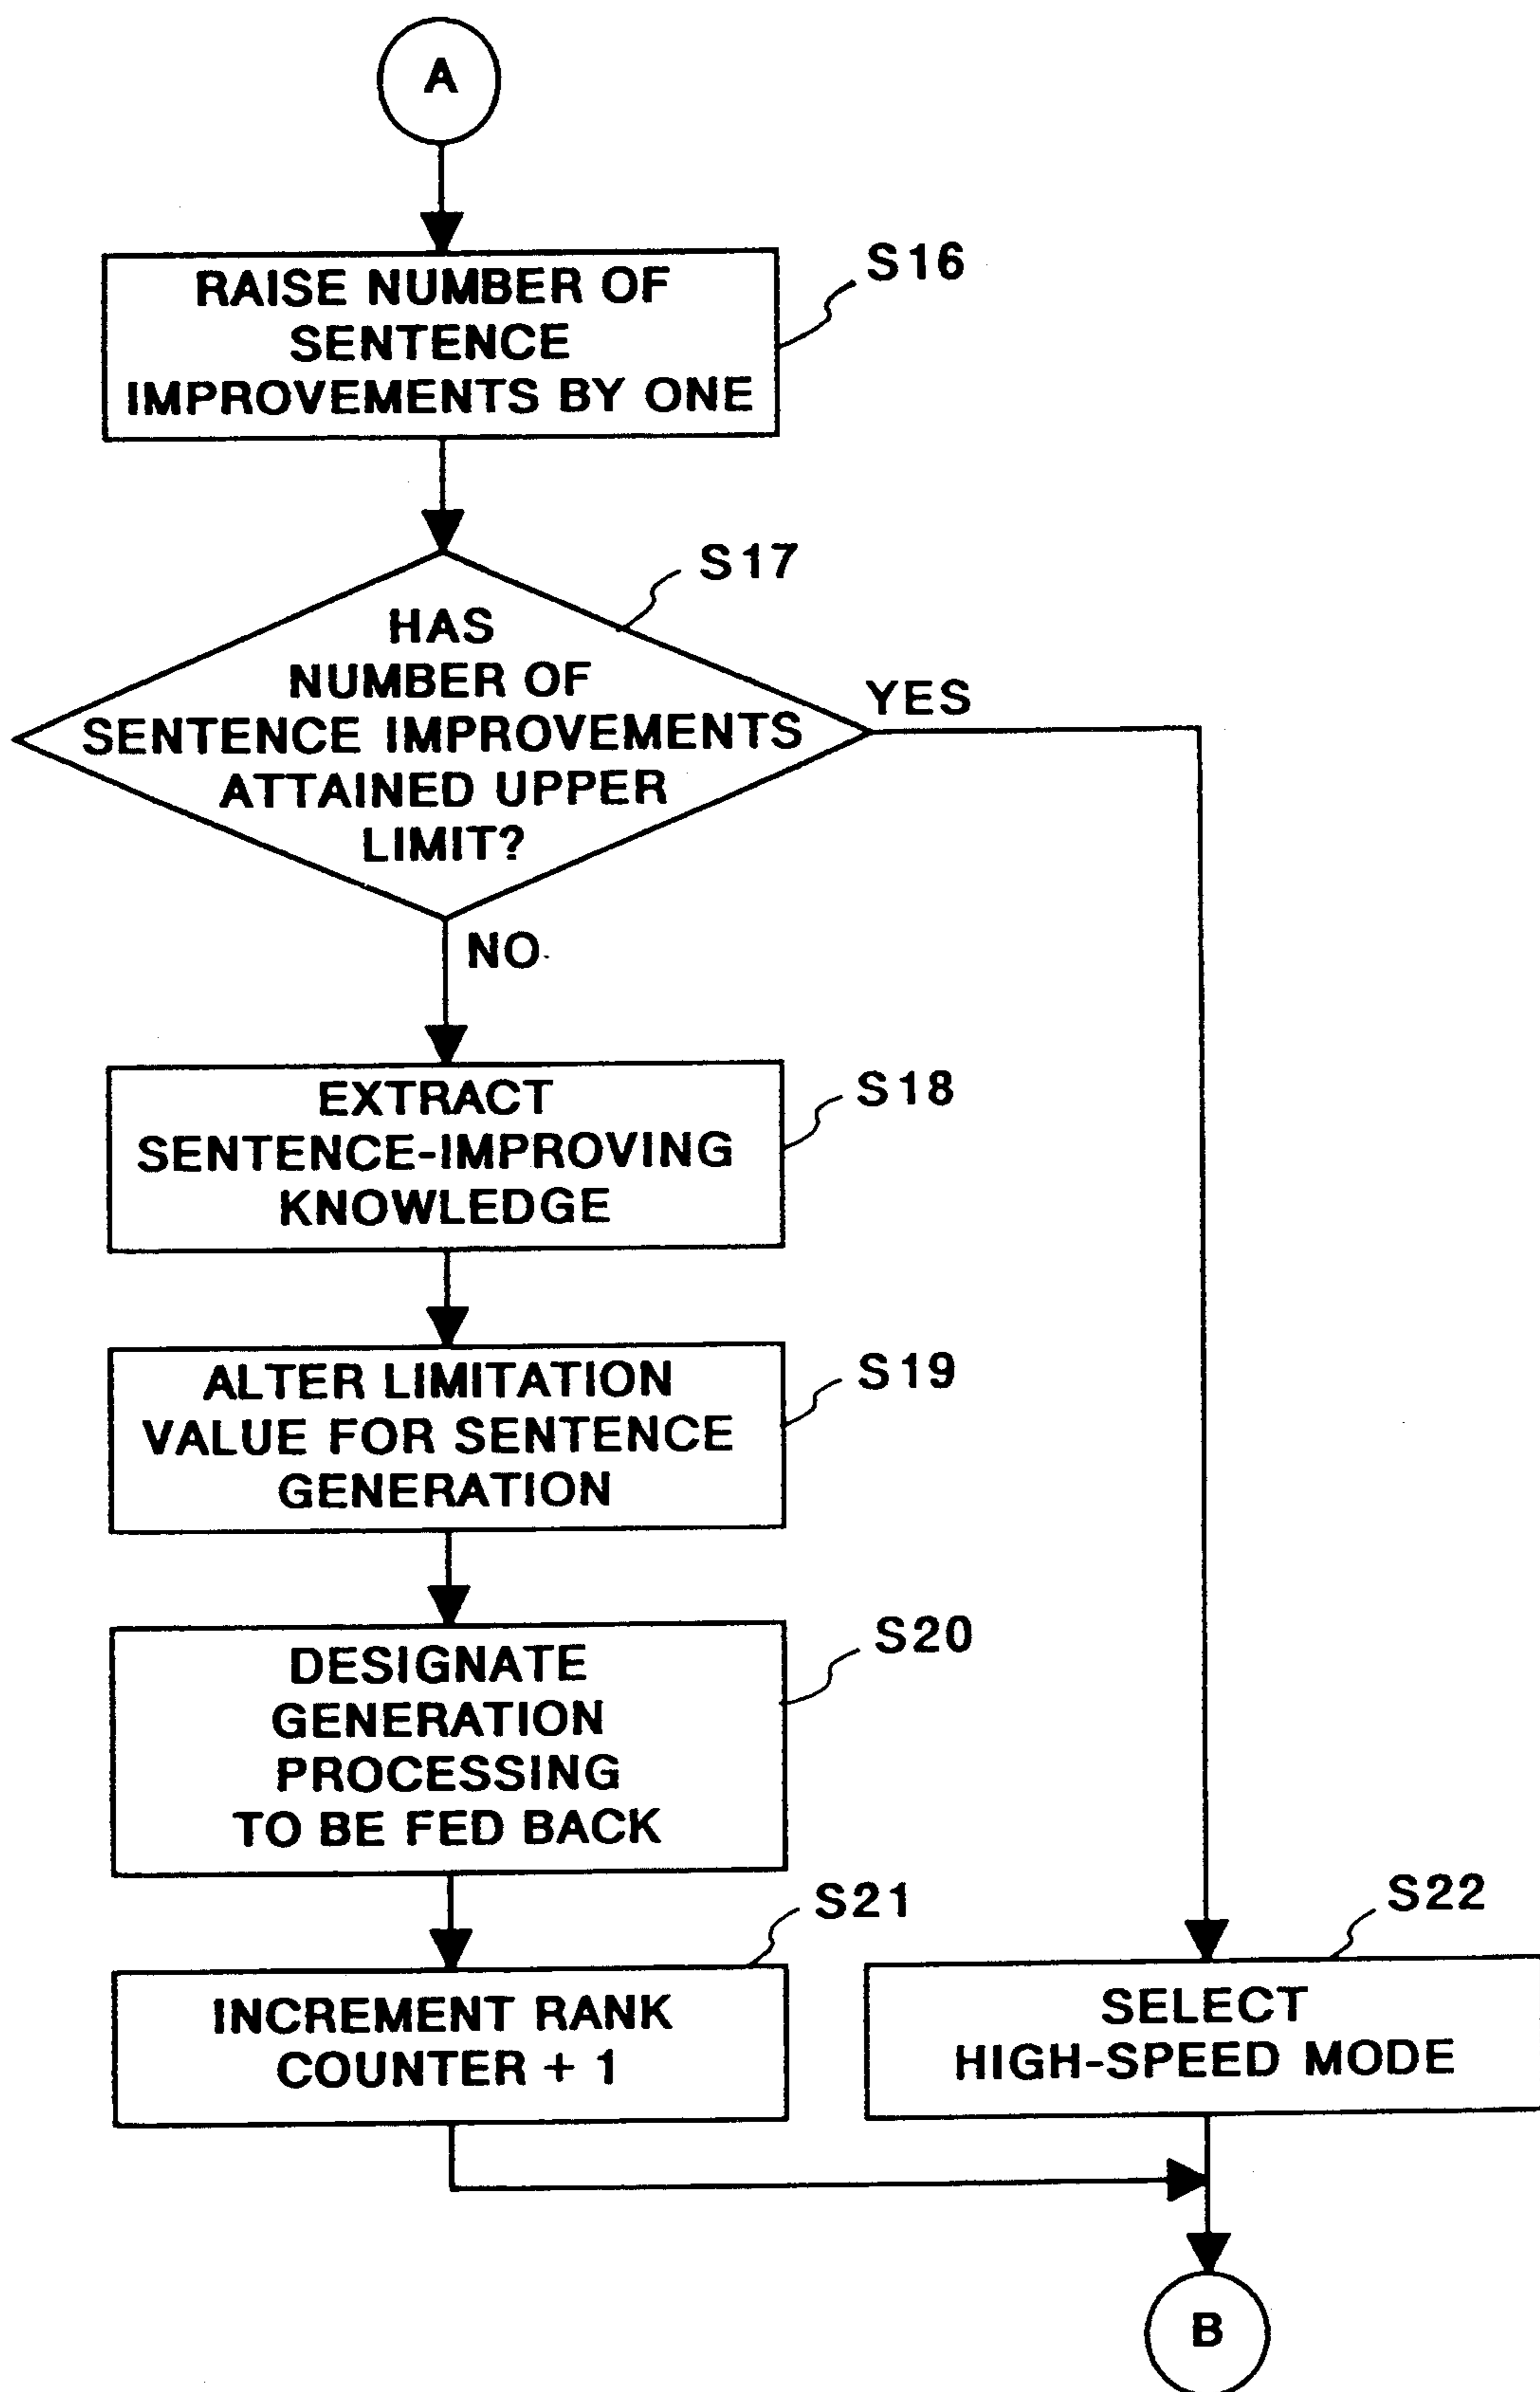 A
RAISE NUMBER OF
SENTENCE
IMPROVEMENTS BY ONE
S16
S17
HAS
NUMBER OF
SENTENCE IMPROVEMENTS
ATTAINED UPPER
LIMIT?
YES
NO
EXTRACT
SENTENCE-IMPROVING
KNOWLEDGE
S18
ALTER LIMITATION
VALUE FOR SENTENCE
GENERATION
S19
DESIGNATE
GENERATION
PROCESSING
TO BE FED BACK
S20
S21
INCREMENT RANK
COUNTER + 1
S22
SELECT
HIGH-SPEED MODE
B